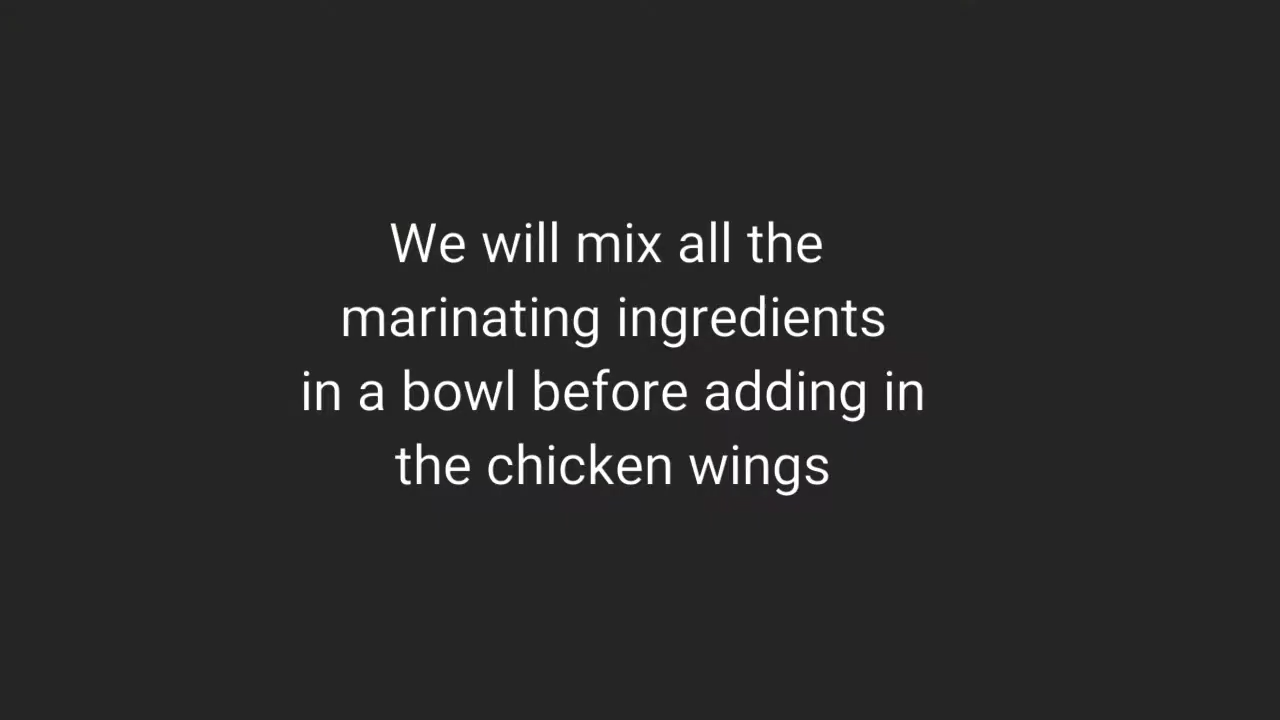 We will mix all the
marinating ingredients
in a bowl before adding in
the chicken wings